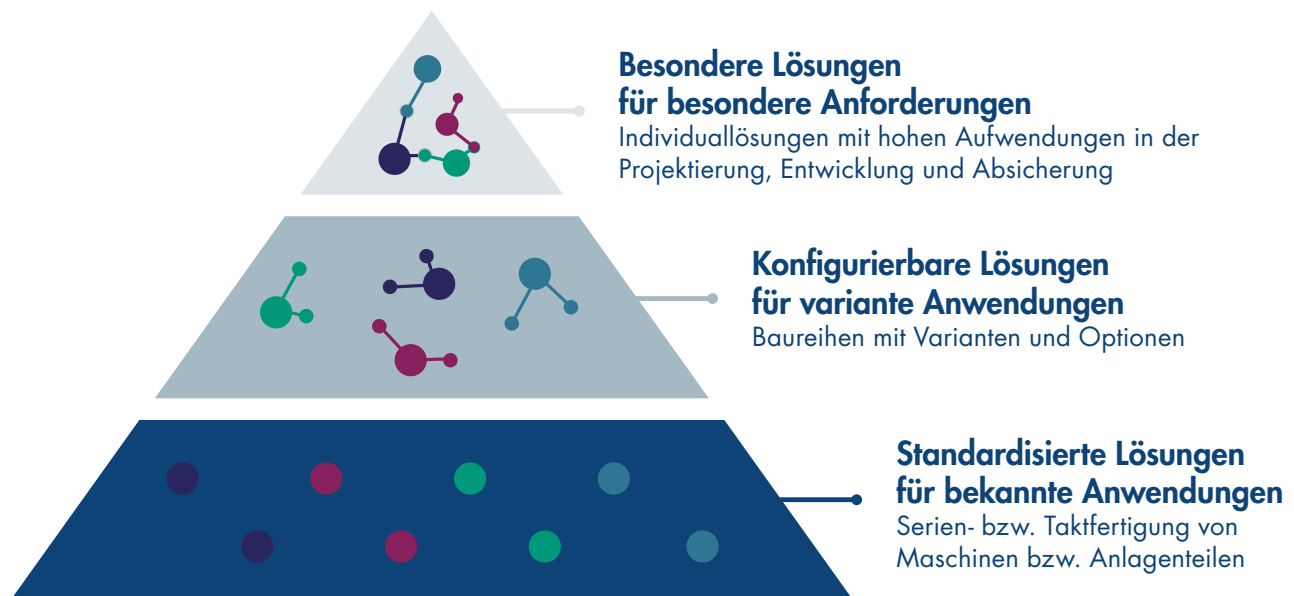 Besondere Lösungen
für besondere Anforderungen
Individuallösungen mit hohen Aufwendungen in der
Projektierung, Entwicklung und Absicherung
Konfigurierbare Lösungen
für variante Anwendungen
Baureihen mit Varianten und Optionen
Standardisierte Lösungen
für bekannte Anwendungen
Serien- bzw. Taktfertigung von
Maschinen bzw. Anlagenteilen